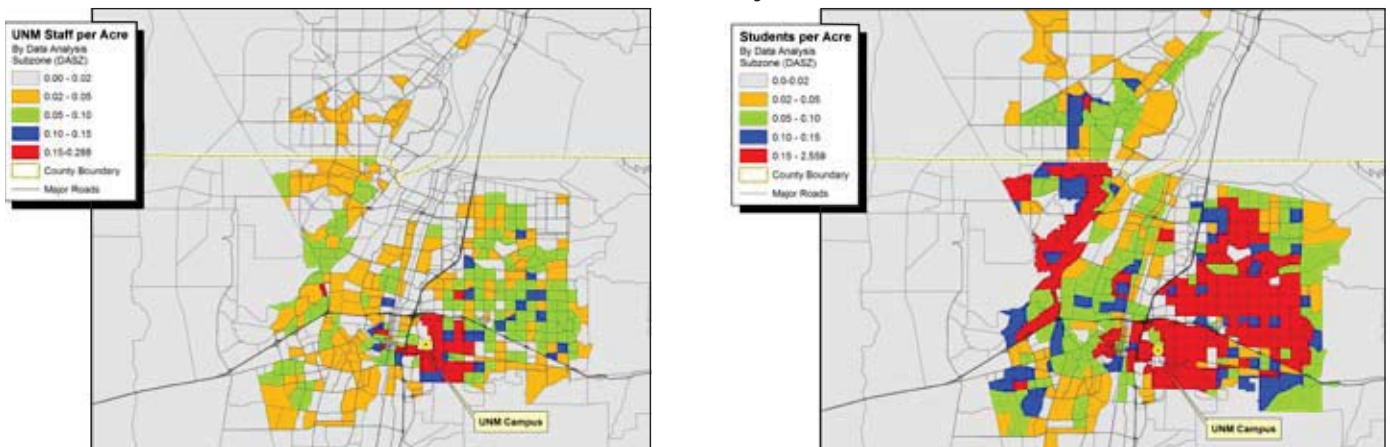 UNM Staff per Acre
By Data Analysis
Subzone (DASZ)
0.00 - 0.02
0.02 - 0.05
0.05 - 0.10
0.10 - 0.15
0.15-0.288
County Boundary
Major Roads
UNM Campus
Students per Acre
By Data Analysis
Subzone (DASZ)
0.0-0.02
0.02 - 0.05
0.05 - 0.10
0.10 - 0.15
0.15 - 2.559
County Boundary
Major Roads
UNM Campus